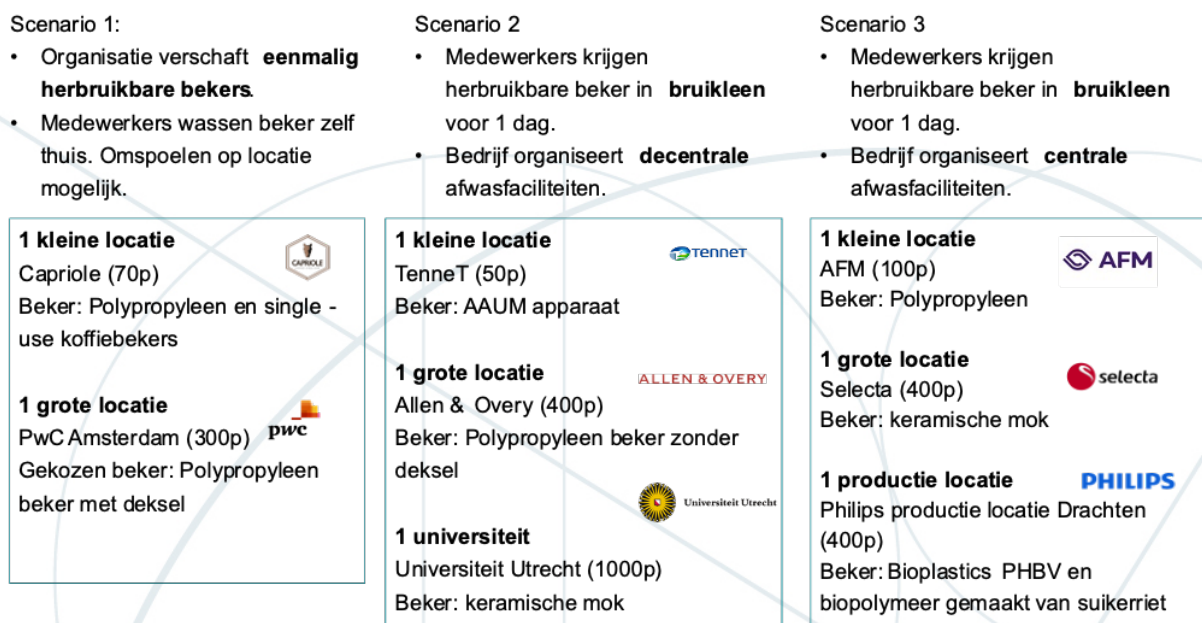 Scenario 1:
• Organisatie verschaft eenmalig
herbruikbare bekers.
• Medewerkers wassen beker zelf
thuis. Omspoelen op locatie
mogelijk.
1 kleine locatie
CAPRIOLE
Capriole (70p)
Beker: Polypropyleen en single -
use koffiebekers
1 grote locatie
pwc
PwC Amsterdam (300p)
Gekozen beker: Polypropyleen
beker met deksel
Scenario 2
• Medewerkers krijgen
herbruikbare beker in bruikleen
voor 1 dag.
• Bedrijf organiseert decentrale
afwasfaciliteiten.
1 kleine locatie
TenneT
TenneT (50p)
Beker: AAUM apparaat
1 grote locatie
ALLEN & OVERY
Allen & Overy (400p)
Beker: Polypropyleen beker zonder
deksel
Universiteit Utrecht
1 universiteit
Universiteit Utrecht (1000p)
Beker: keramische mok
Scenario 3
• Medewerkers krijgen
herbruikbare beker in bruikleen
voor 1 dag.
• Bedrijf organiseert centrale
afwasfaciliteiten.
1 kleine locatie
AFM
AFM (100p)
Beker: Polypropyleen
1 grote locatie
selecta
Selecta (400p)
Beker: keramische mok
1 productie locatie
PHILIPS
Philips productie locatie Drachten
(400p)
Beker: Bioplastics PHBV en
biopolymeer gemaakt van suikerriet